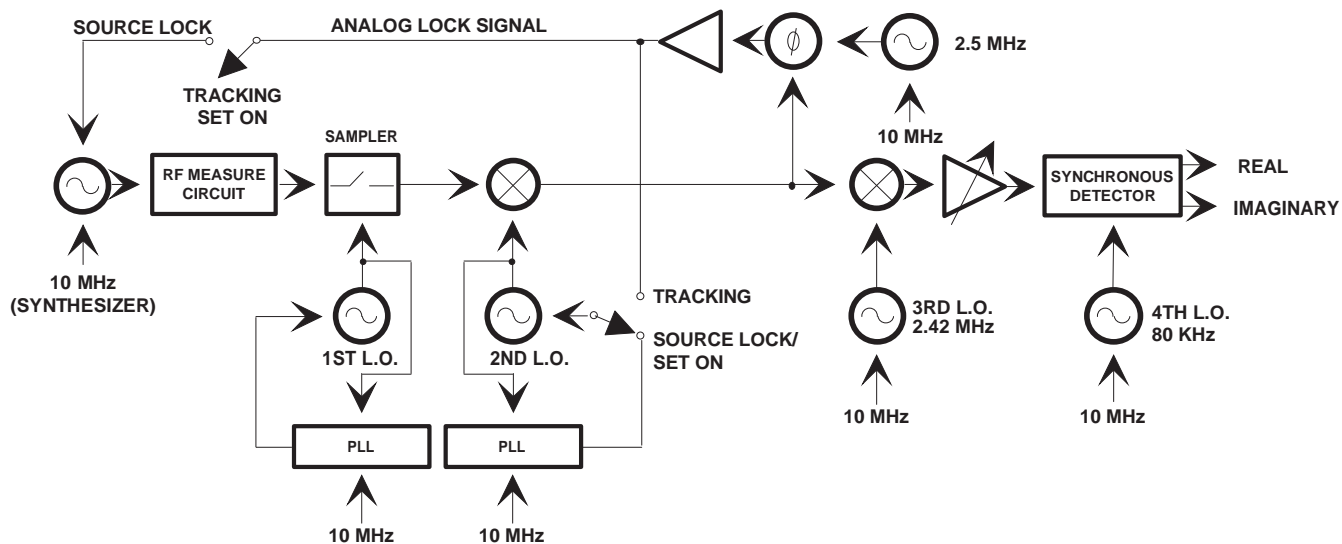 SOURCE LOCK
ANALOG LOCK SIGNAL
TRACKING
SET ON
ϕ
2.5 MHz
10 MHz
SAMPLER
RF MEASURE
CIRCUIT
SYNCHRONOUS
DETECTOR
REAL
IMAGINARY
10 MHz
(SYNTHESIZER)
1ST L.O.
2ND L.O.
TRACKING
SOURCE LOCK/
SET ON
3RD L.O.
2.42 MHz
4TH L.O.
80 KHz
10 MHz
10 MHz
PLL
PLL
10 MHz
10 MHz